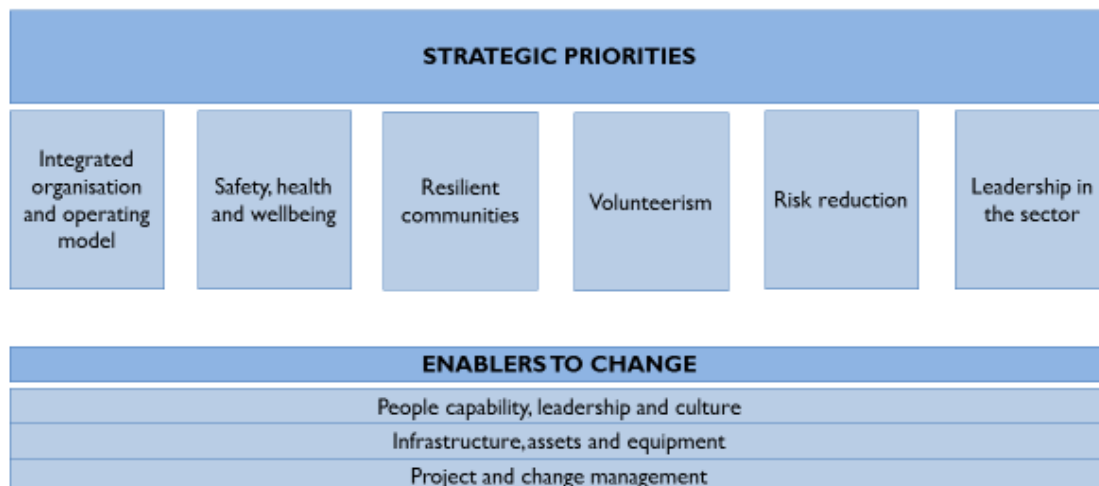 STRATEGIC PRIORITIES
Integrated
organisation
and operating
model
Safety, health
and wellbeing
Resilient
communities
Volunteerism
Risk reduction
Leadership in
the sector
ENABLERS TO CHANGE
People capability, leadership and culture
Infrastructure, assets and equipment
Project and change management